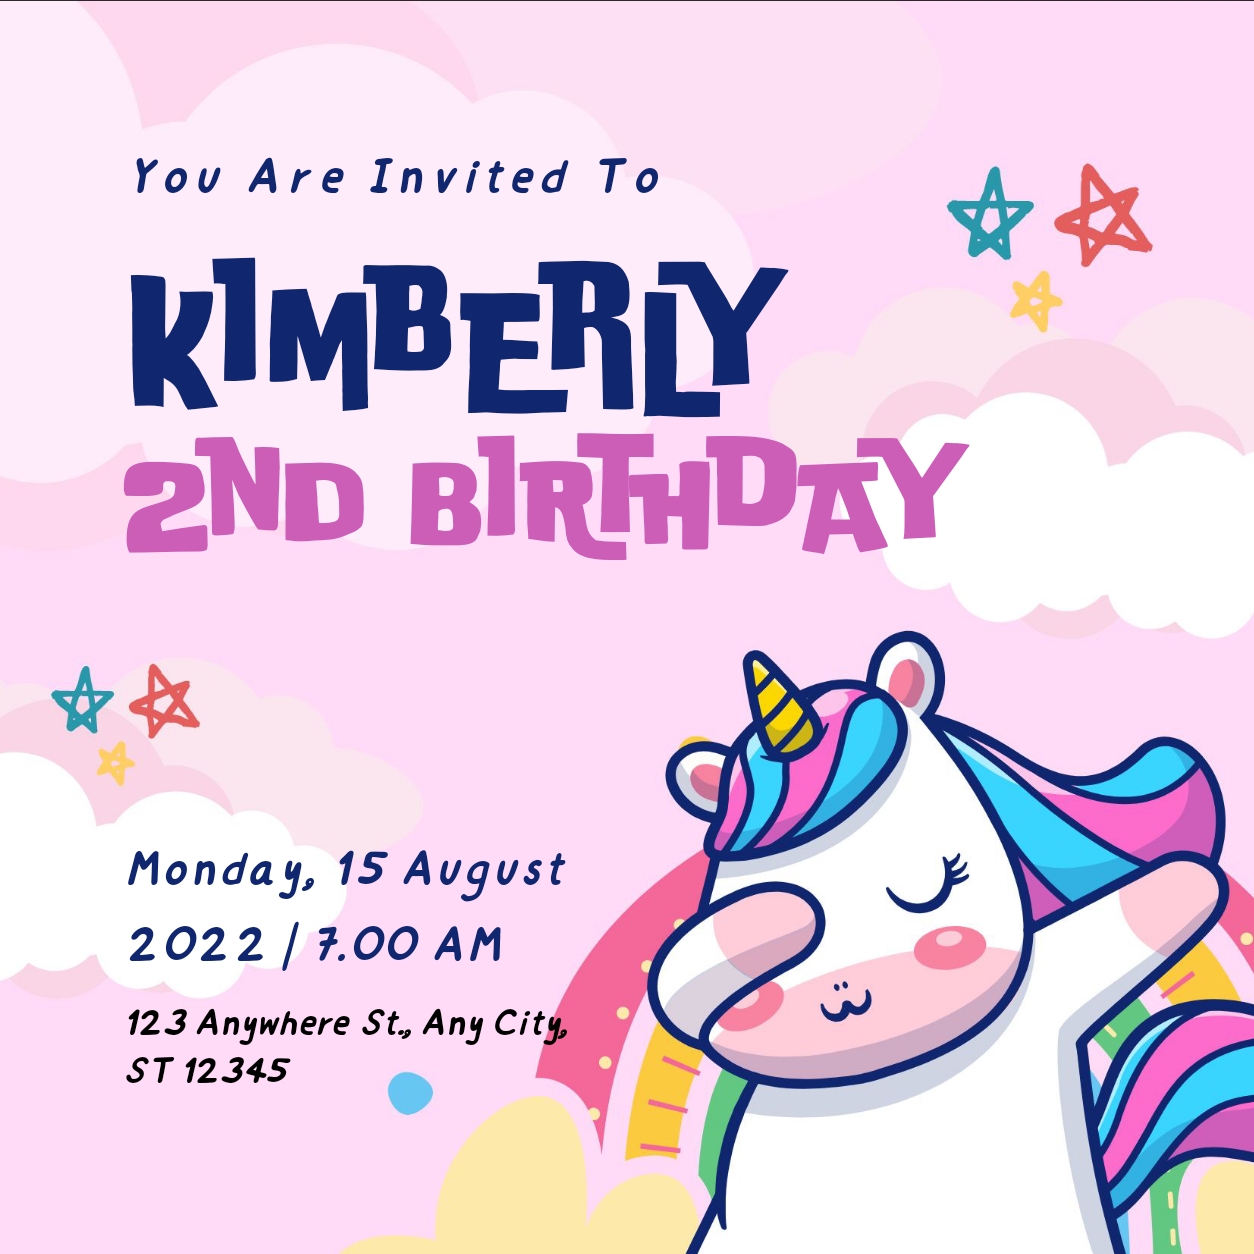 You Are Invited To
KIMBERLY
2ND BIRTHDAY
Monday, 15 August
2022 | 7.00 AM
123 Anywhere St., Any City,
ST 12345